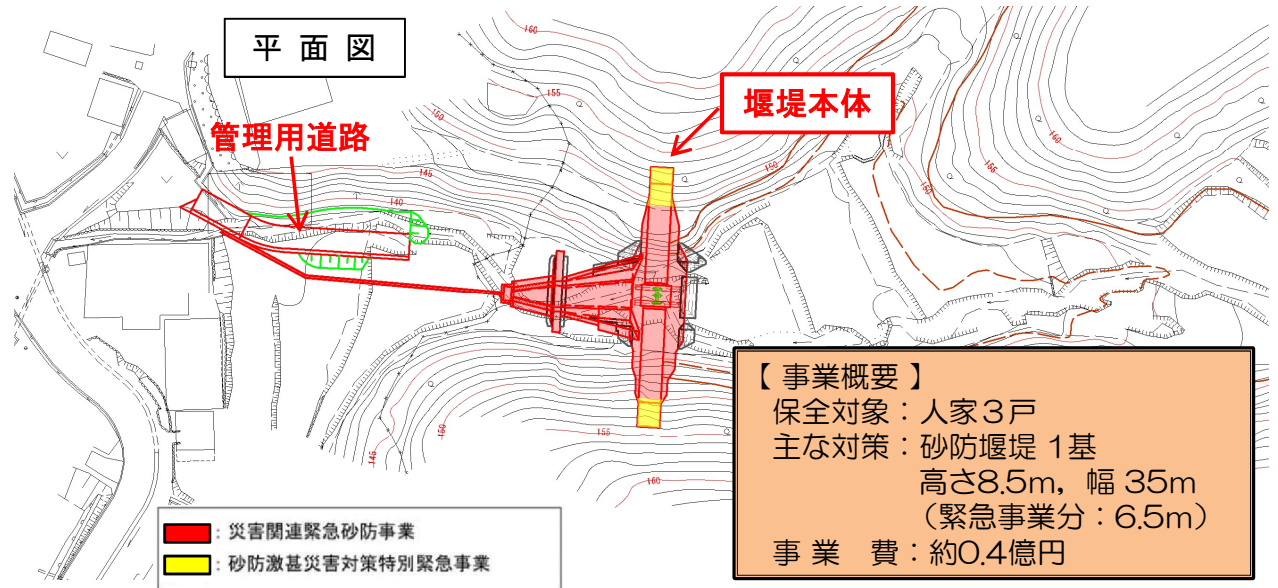 平 面 図
堰堤本体
管理用道路
160
155
150
145
140
150
160
165
160
155
145
160
【 事業概要 】
保全対象：人家３戸
主な対策：砂防堰堤 1基
高さ8.5m，幅 35m
（緊急事業分：6.5m）
事 業 費：約0.4億円
：災害関連緊急砂防事業
：砂防激甚災害対策特別緊急事業